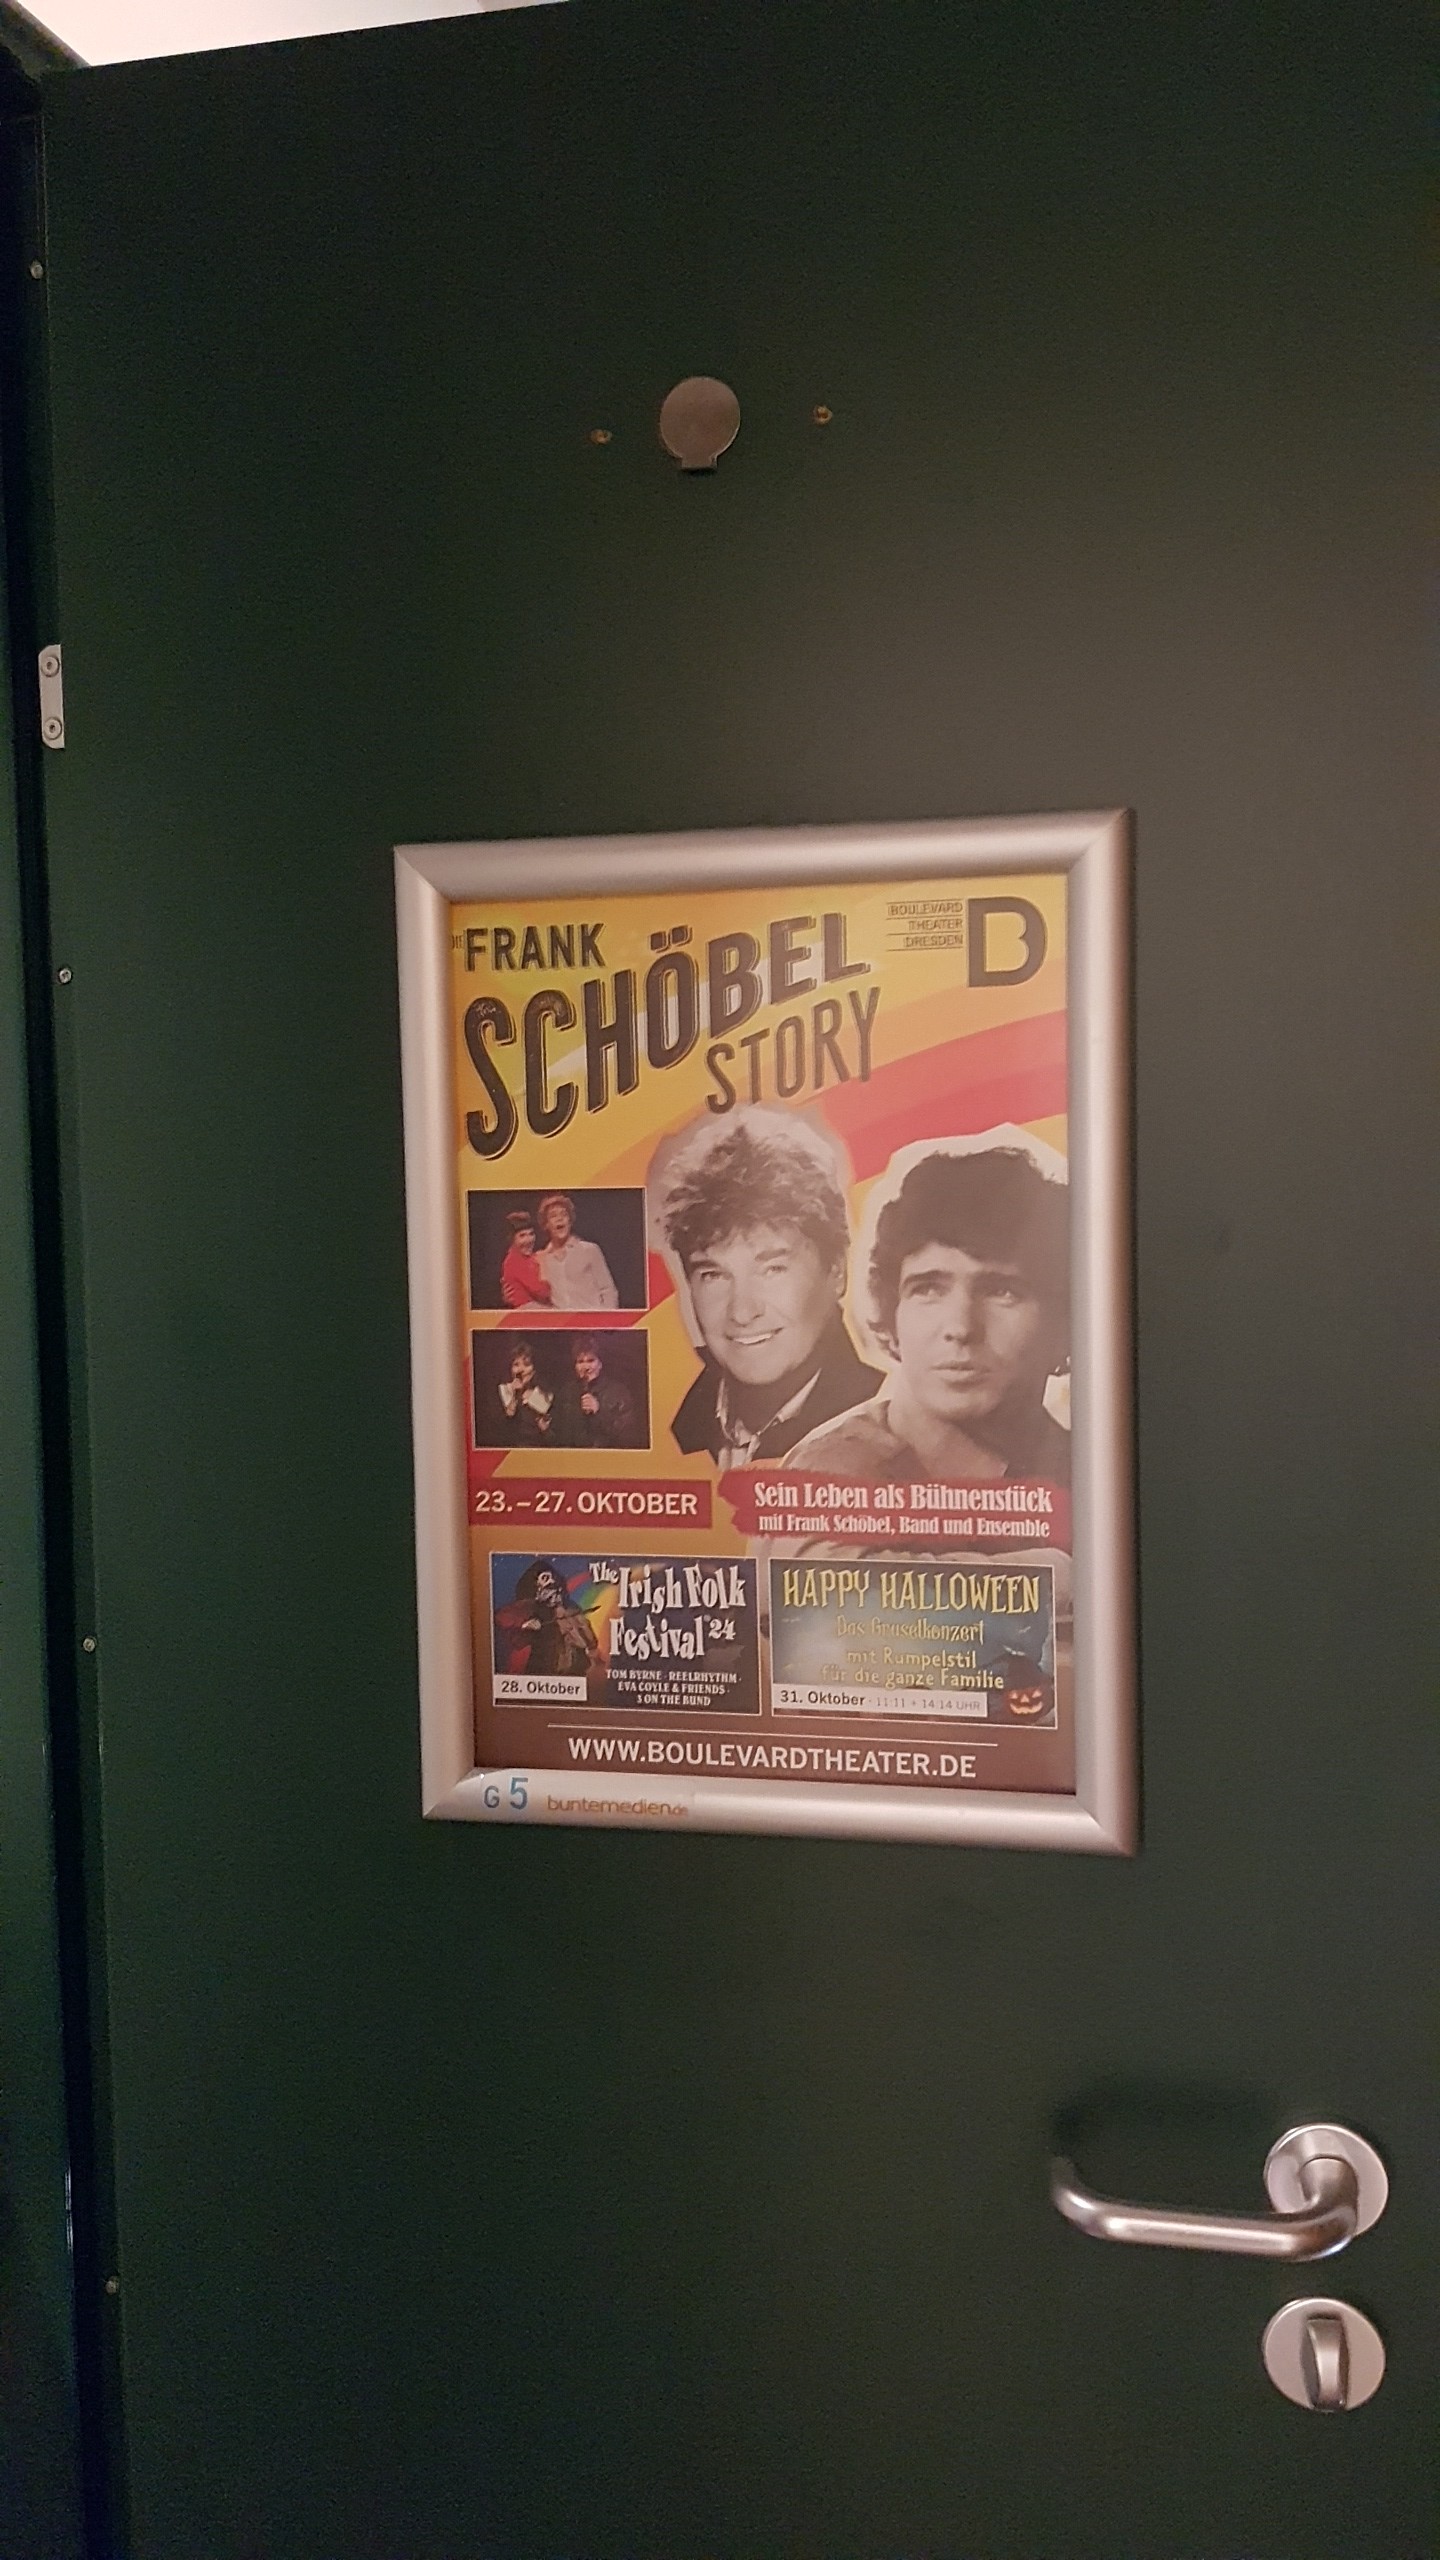 DIE FRANK
SCHÖBEL
STORY
BOULEVARD
THEATER
DRESDEN
B
23. – 27. OKTOBER
Sein Leben als Bühnenstück
mit Frank Schöbel, Band und Ensemble
The Irish Folk
Festival '24
TOM BYRNE · REELRHYTHM ·
EVA COYLE & FRIENDS ·
3 ON THE BUND
28. Oktober
HAPPY HALLOWEEN
Das Gruselkonzert
mit Rumpelstil
für die ganze Familie
31. Oktober · 11:11 + 14:14 UHR
WWW.BOULEVARDTHEATER.DE
G 5 buntemedien.de